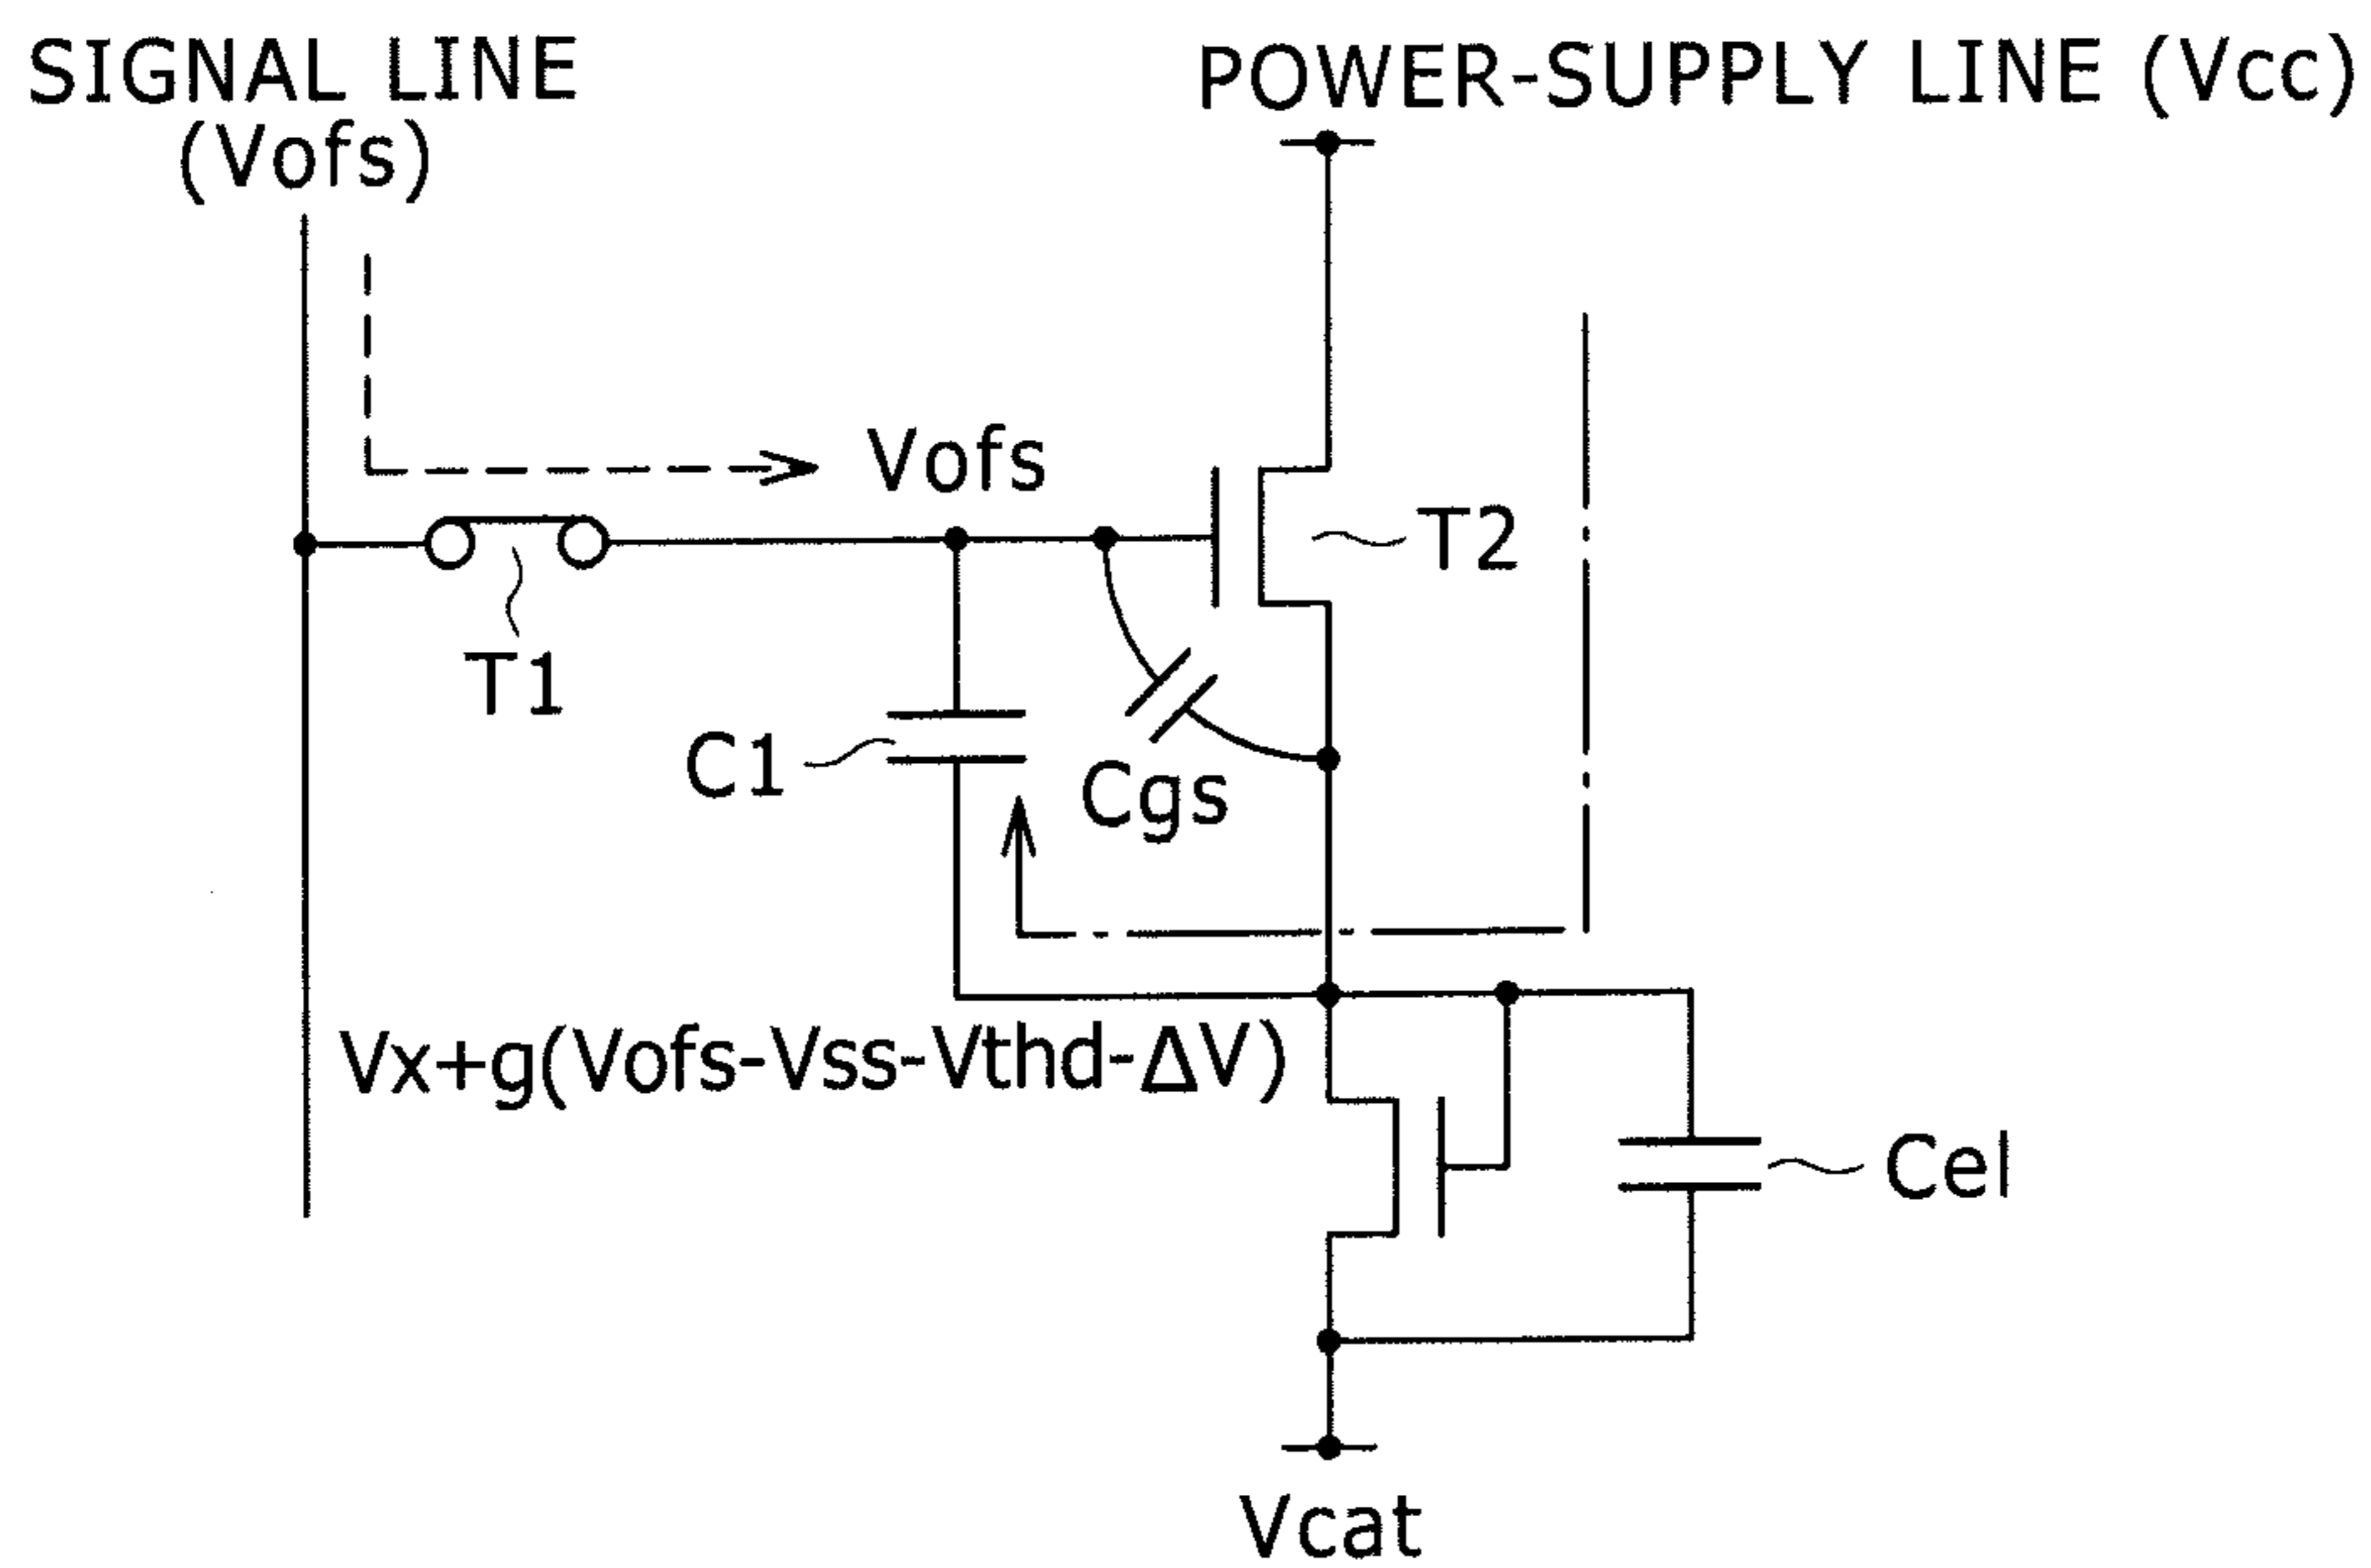 SIGNAL LINE
(Vofs)
POWER-SUPPLY LINE (Vcc)
Vofs
T2
T1
C1
Cgs
Vx+g(Vofs-Vss-Vthd-ΔV)
Cel
Vcat